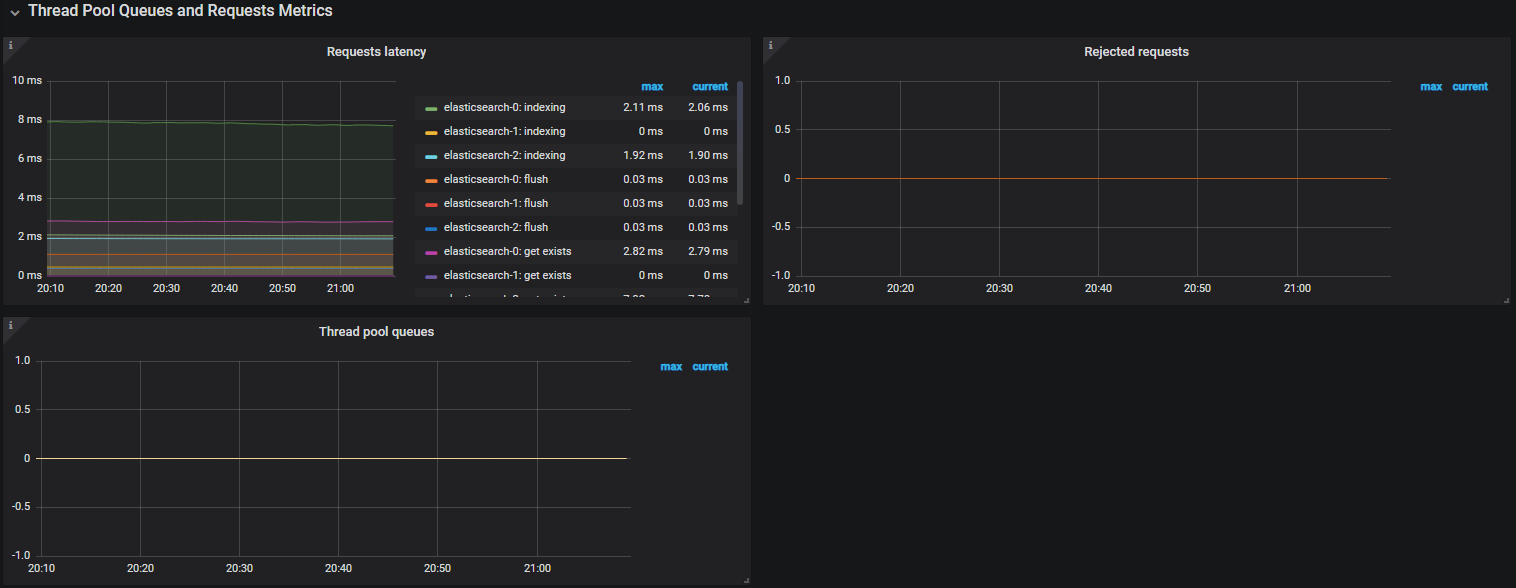 Thread Pool Queues and Requests Metrics
Requests latency
10 ms
8 ms
6 ms
4 ms
2 ms
0 ms
20:10 20:20 20:30 20:40 20:50 21:00
max current
elasticsearch-0: indexing 2.11 ms 2.06 ms
elasticsearch-1: indexing 0 ms 0 ms
elasticsearch-2: indexing 1.92 ms 1.90 ms
elasticsearch-0: flush 0.03 ms 0.03 ms
elasticsearch-1: flush 0.03 ms 0.03 ms
elasticsearch-2: flush 0.03 ms 0.03 ms
elasticsearch-0: get exists 2.82 ms 2.79 ms
elasticsearch-1: get exists 0 ms 0 ms
Rejected requests
1.0
0.5
0
-0.5
-1.0
20:10 20:20 20:30 20:40 20:50 21:00
max current
Thread pool queues
1.0
0.5
0
-0.5
-1.0
20:10 20:20 20:30 20:40 20:50 21:00
max current